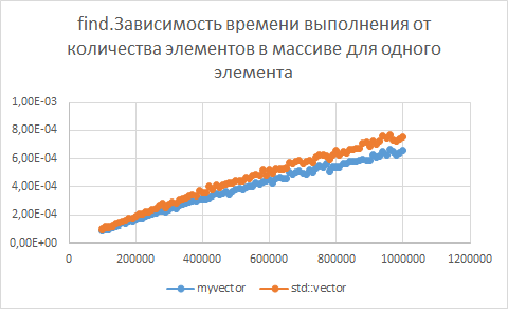 find.Зависимость времени выполнения от
количества элементов в массиве для одного
элемента
1,00E-03
8,00E-04
6,00E-04
4,00E-04
2,00E-04
0,00E+00
0 200000 400000 600000 800000 1000000 1200000
myvector std::vector